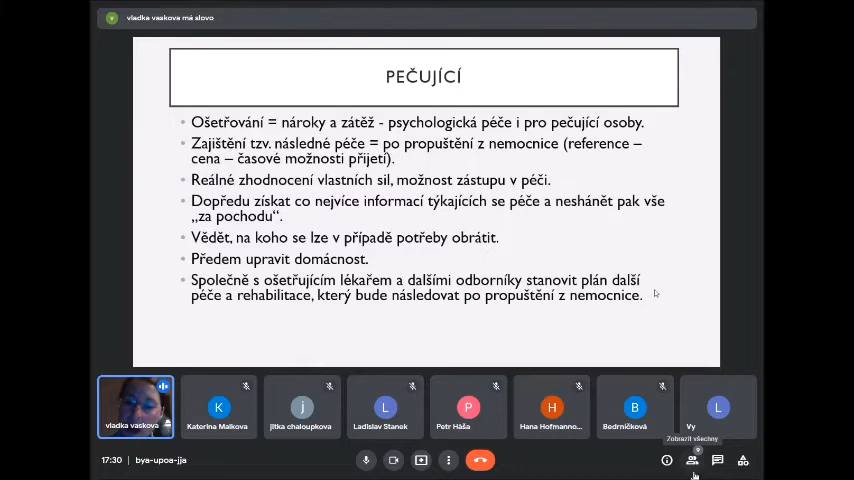 v
vladka vaskova má slovo
PEČUJÍCÍ
• Ošetřování = nároky a zátěž - psychologická péče i pro pečující osoby.
• Zajištění tzv. následné péče = po propuštění z nemocnice (reference –
cena – časové možnosti přijetí).
• Reálné zhodnocení vlastních sil, možnost zástupu v péči.
• Dopředu získat co nejvíce informací týkajících se péče a neshánět pak vše
„za pochodu“.
• Vědět, na koho se lze v případě potřeby obrátit.
• Předem upravit domácnost.
• Společně s ošetřujícím lékařem a dalšími odborníky stanovit plán další
péče a rehabilitace, který bude následovat po propuštění z nemocnice.
K j L P H B L
vladka vaskova Katerina Malkova jitka chaloupkova Ladislav Stanek Petr Háša Hana Hofmanno... Bedrníčková Vy
Zobrazit všechny
9
17:30 | bya-upoa-jja